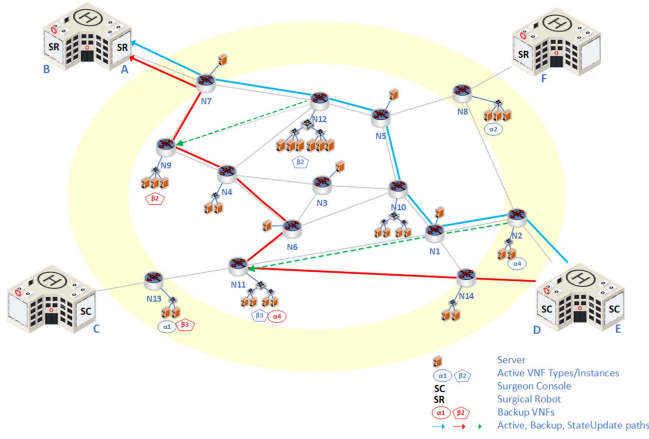 H
H
SR
SR
SR
B
A
F
N7
N12
N5
N8
β2
α2
N9
β2
N4
N3
N10
N6
N1
N2
α4
N11
N13
N14
β3
α4
α1
β3
H
H
SC
SC
SC
C
D
E
Server
α1
β2
Active VNF Types/Instances
SC
Surgeon Console
SR
Surgical Robot
α1
β2
Backup VNFs
Active, Backup, StateUpdate paths